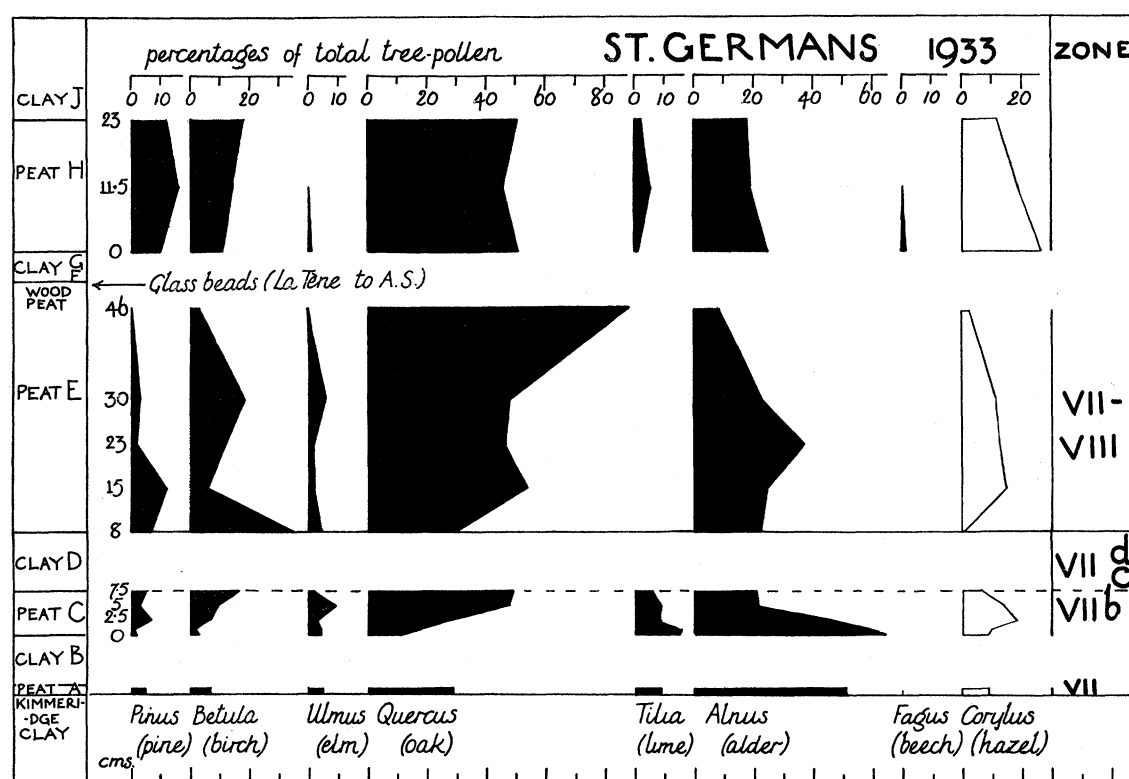 percentages of total tree-pollen ST. GERMANS 1933 ZONE
CLAY J 0 10 0 20 0 10 0 20 40 60 80 0 10 0 20 40 60 0 10 0 20
23
PEAT H
11·5
0
CLAY G
F
Glass beads (La Tène to A.S.)
WOOD
PEAT
46
PEAT E 30 VII-
23 VIII
15
8
CLAY D VII d
c
7·5
PEAT C 5 VII b
2·5
0
CLAY B
PEAT A VII
KIMMERI-
-DGE
CLAY
Pinus Betula Ulmus Quercus Tilia Alnus Fagus Corylus
(pine) (birch) (elm) (oak) (lime) (alder) (beech) (hazel)
cms.